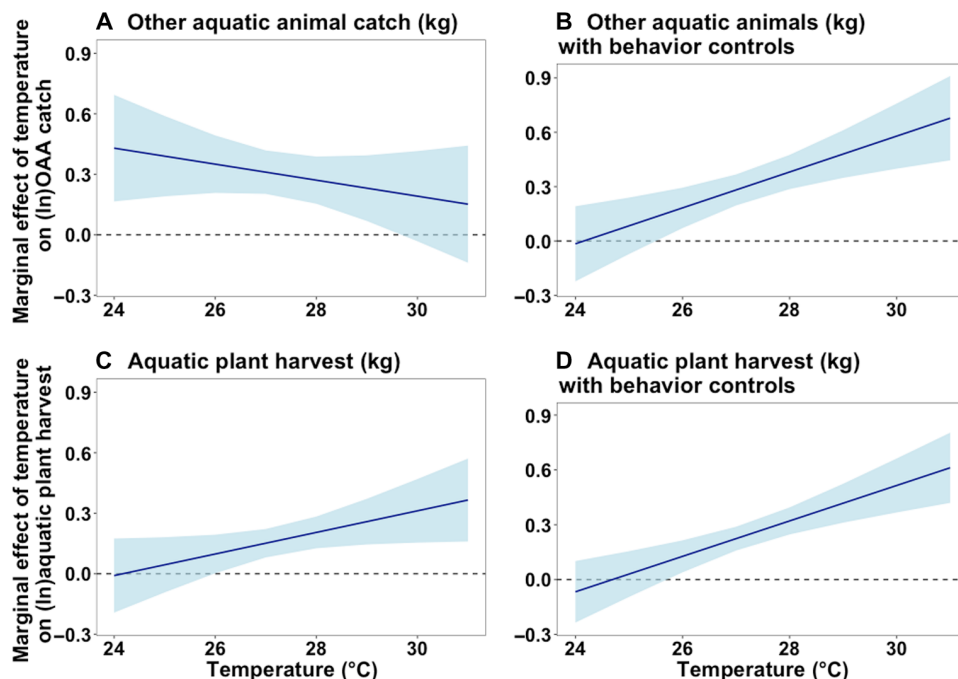 A Other aquatic animal catch (kg)
Marginal effect of temperature
on (ln)OAA catch
0.9
0.6
0.3
0.0
−0.3
24 26 28 30
B Other aquatic animals (kg)
with behavior controls
0.9
0.6
0.3
0.0
−0.3
24 26 28 30
C Aquatic plant harvest (kg)
Marginal effect of temperature
on (ln)aquatic plant harvest
0.9
0.6
0.3
0.0
−0.3
24 26 28 30
Temperature (°C)
D Aquatic plant harvest (kg)
with behavior controls
0.9
0.6
0.3
0.0
−0.3
24 26 28 30
Temperature (°C)